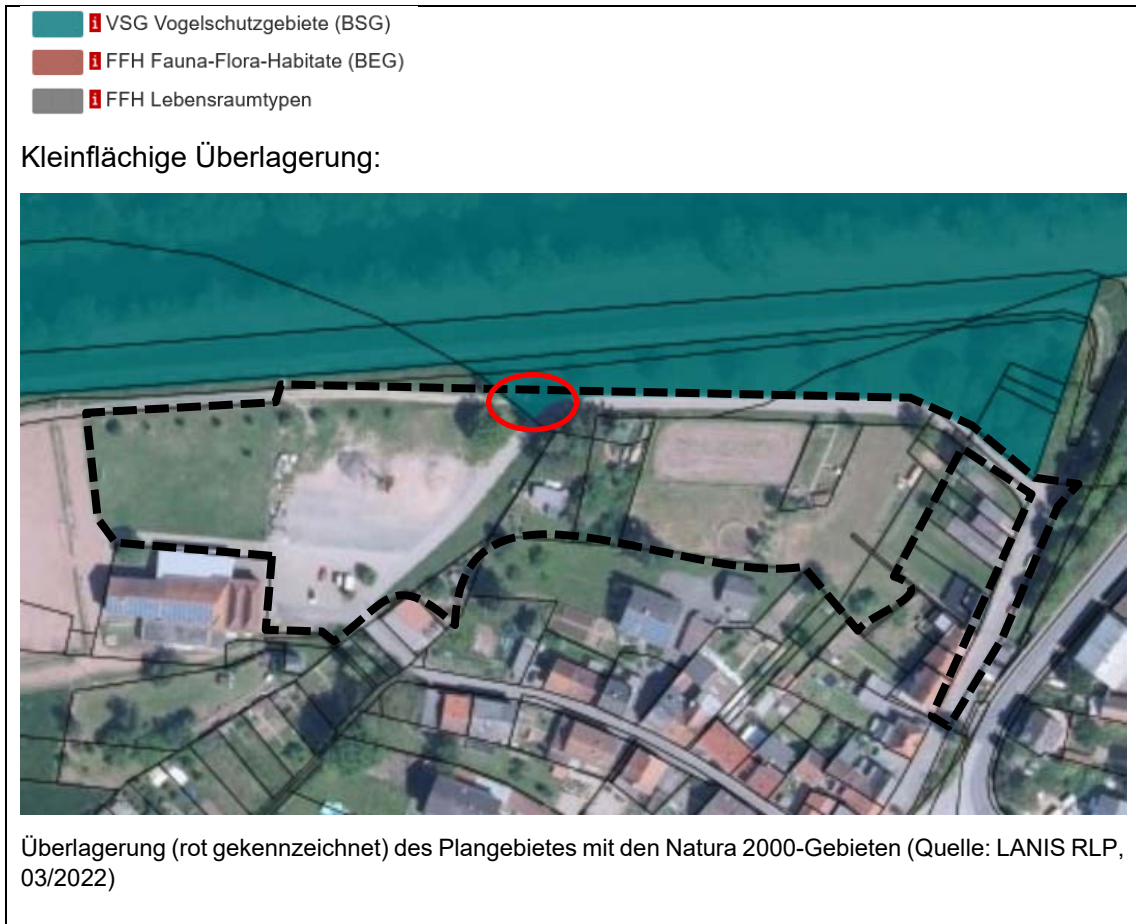 i VSG Vogelschutzgebiete (BSG)
i FFH Fauna-Flora-Habitate (BEG)
i FFH Lebensraumtypen
Kleinflächige Überlagerung:
Überlagerung (rot gekennzeichnet) des Plangebietes mit den Natura 2000-Gebieten (Quelle: LANIS RLP,
03/2022)